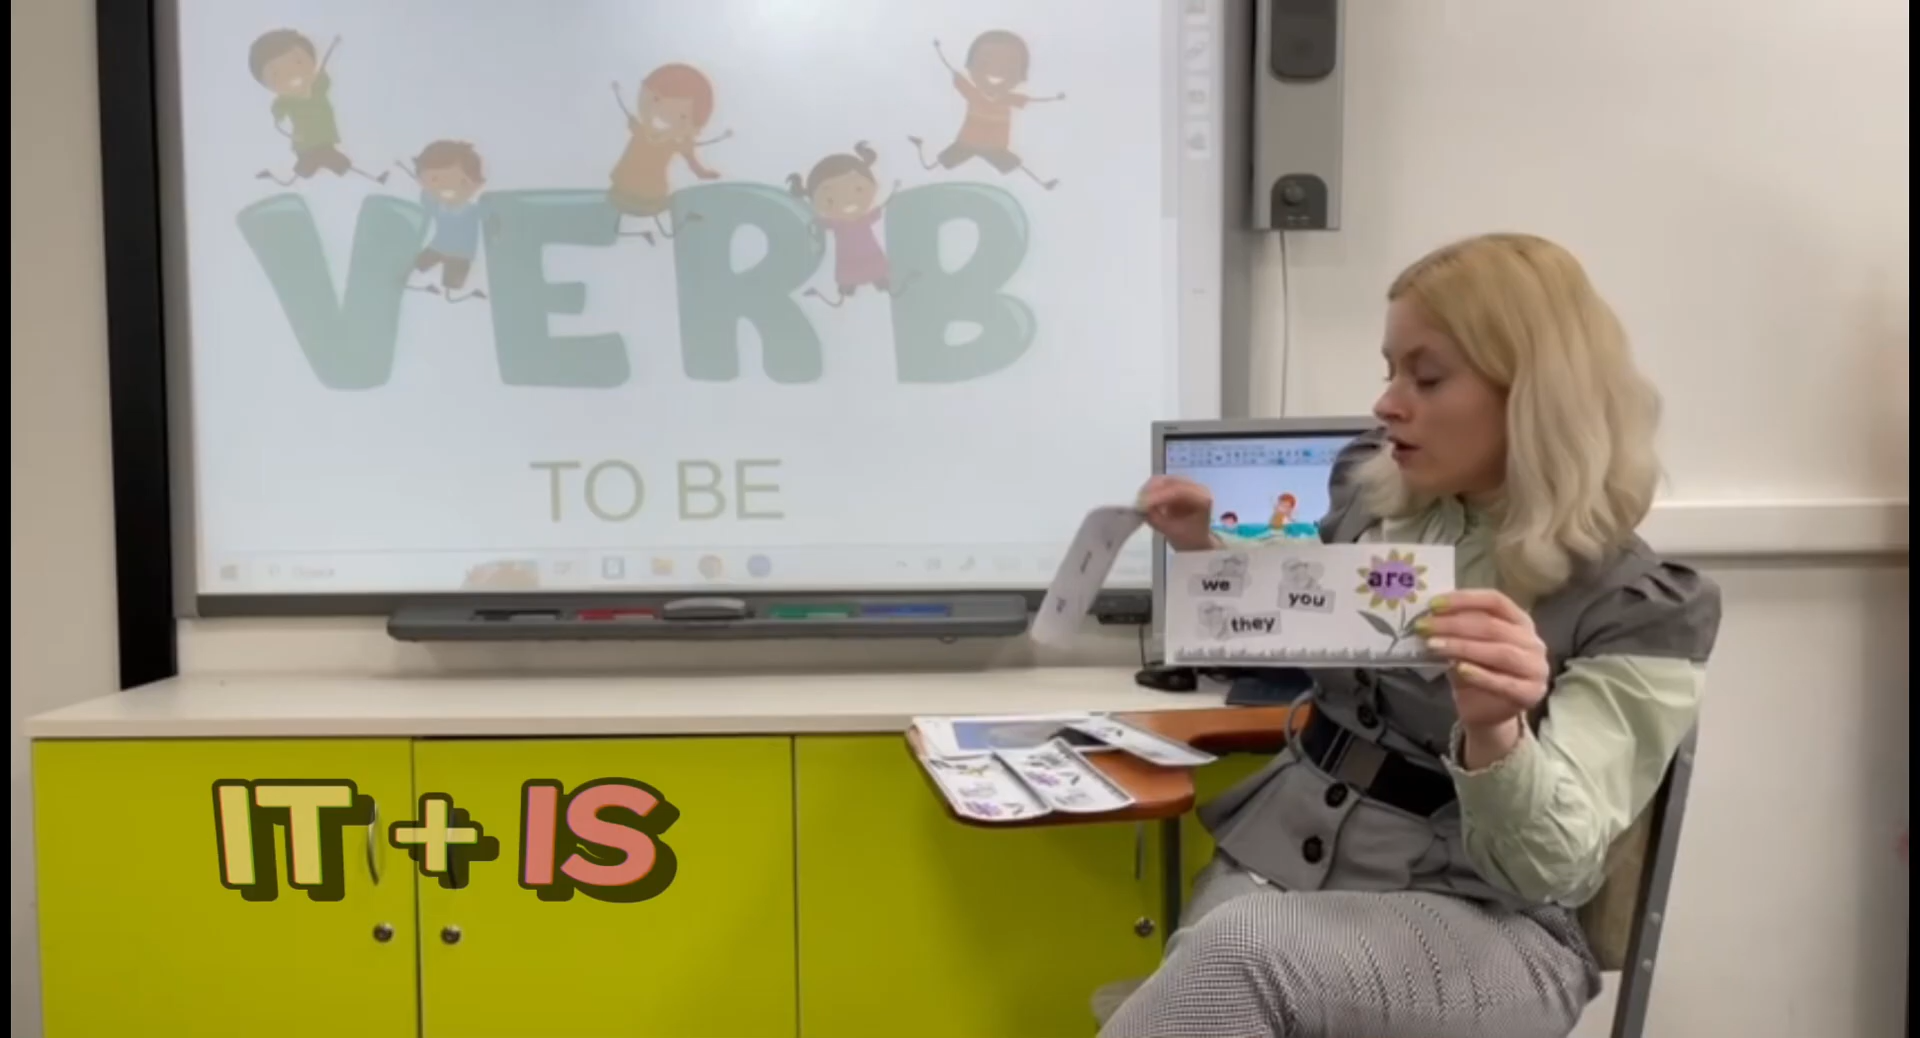 VERB
TO BE
we
you
are
they
IT + IS